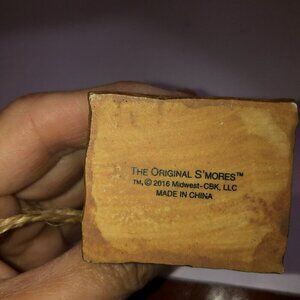 THE ORIGINAL S'MORES™
™, © 2016 Midwest-CBK, LLC
MADE IN CHINA